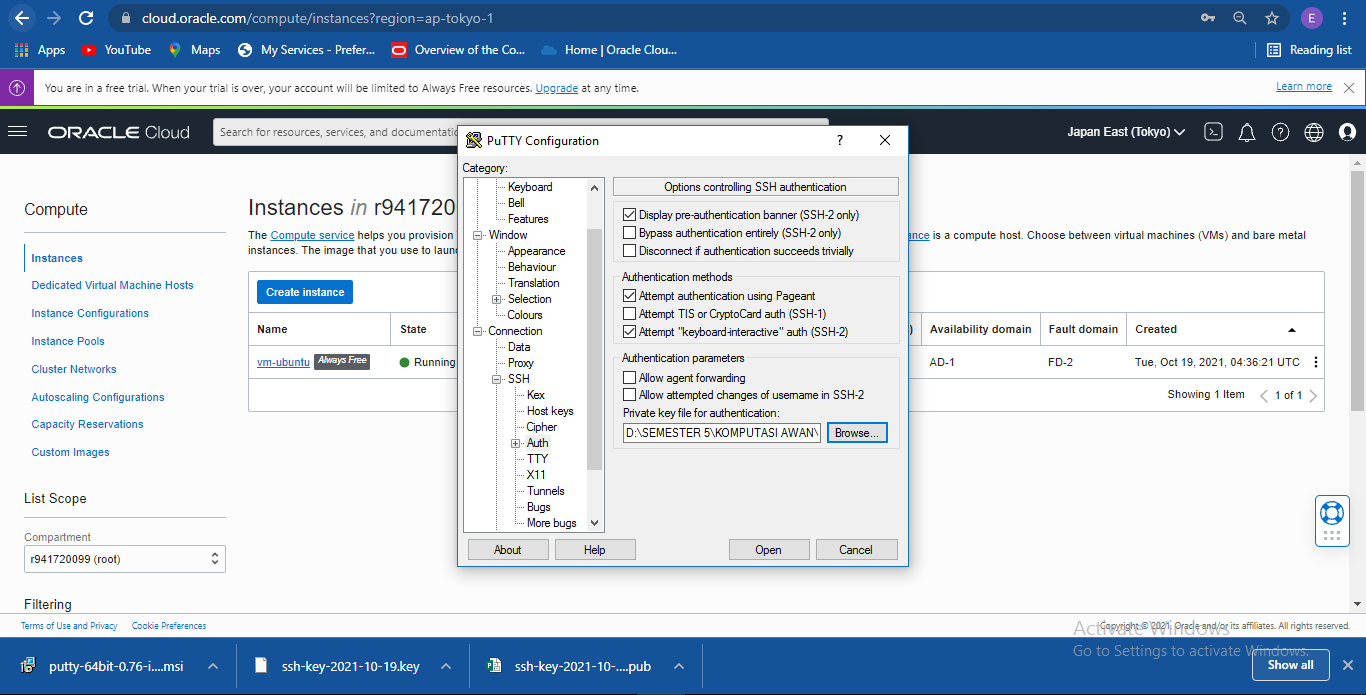 cloud.oracle.com/compute/instances?region=ap-tokyo-1
E
Apps YouTube Maps My Services - Prefer... Overview of the Co... Home | Oracle Clou... Reading list
You are in a free trial. When your trial is over, your account will be limited to Always Free resources. Upgrade at any time. Learn more
ORACLE Cloud
Search for resources, services, and documentatic
Japan East (Tokyo)
Compute
Instances
Dedicated Virtual Machine Hosts
Instance Configurations
Instance Pools
Cluster Networks
Autoscaling Configurations
Capacity Reservations
Custom Images
List Scope
Compartment
r941720099 (root)
Filtering
Instances in r941720
The Compute service helps you provision
ance is a compute host. Choose between virtual machines (VMs) and bare metal
instances. The image that you use to laun
Create instance
Name State ) Availability domain Fault domain Created
vm-ubuntu Always Free Running AD-1 FD-2 Tue, Oct 19, 2021, 04:36:21 UTC
Showing 1 Item 1 of 1
PuTTY Configuration ?
Category:
Keyboard
Bell
Features
Window
Appearance
Behaviour
Translation
Selection
Colours
Connection
Data
Proxy
SSH
Kex
Host keys
Cipher
Auth
TTY
X11
Tunnels
Bugs
More bugs
Options controlling SSH authentication
Display pre-authentication banner (SSH-2 only)
Bypass authentication entirely (SSH-2 only)
Disconnect if authentication succeeds trivially
Authentication methods
Attempt authentication using Pageant
Attempt TIS or CryptoCard auth (SSH-1)
Attempt "keyboard-interactive" auth (SSH-2)
Authentication parameters
Allow agent forwarding
Allow attempted changes of username in SSH-2
Private key file for authentication:
D:\SEMESTER 5\KOMPUTASI AWAN\ Browse...
About Help Open Cancel
Terms of Use and Privacy Cookie Preferences
Copyright © 2021, Oracle and/or its affiliates. All rights reserved.
Activate Windows
Go to Settings to activate Windows.
putty-64bit-0.76-i....msi ssh-key-2021-10-19.key ssh-key-2021-10-....pub Show all